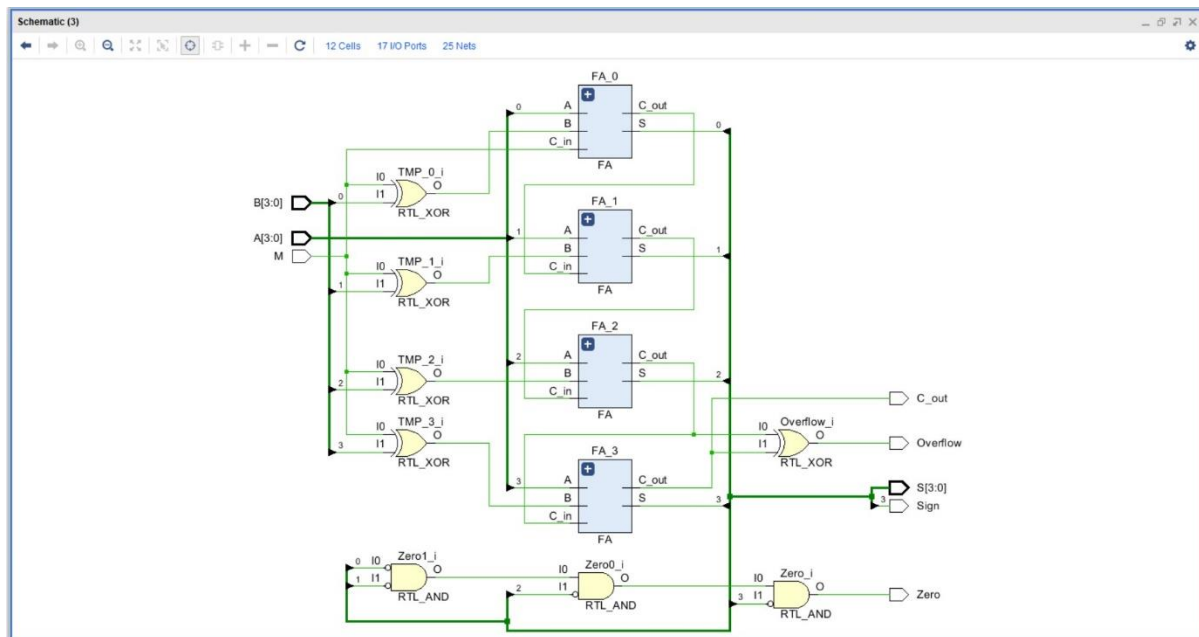 Schematic (3)
12 Cells 17 I/O Ports 25 Nets
FA_0
0 A C_out
B S 0
C_in
FA
TMP_0_i
I0 O
0 I1
RTL_XOR
B[3:0]
A[3:0]
M
FA_1
1 A C_out
B S 1
C_in
FA
TMP_1_i
I0 O
1 I1
RTL_XOR
FA_2
2 A C_out
B S 2
C_in
FA
TMP_2_i
I0 O
2 I1
RTL_XOR
TMP_3_i
I0 O
3 I1
RTL_XOR
C_out
Overflow_i
I0 O Overflow
I1
RTL_XOR
FA_3
3 A C_out
B S 3
C_in
FA
S[3:0]
3 Sign
Zero1_i
0 I0 O
1 I1
RTL_AND
Zero0_i
I0 O
2 I1
RTL_AND
Zero_i
I0 O Zero
3 I1
RTL_AND